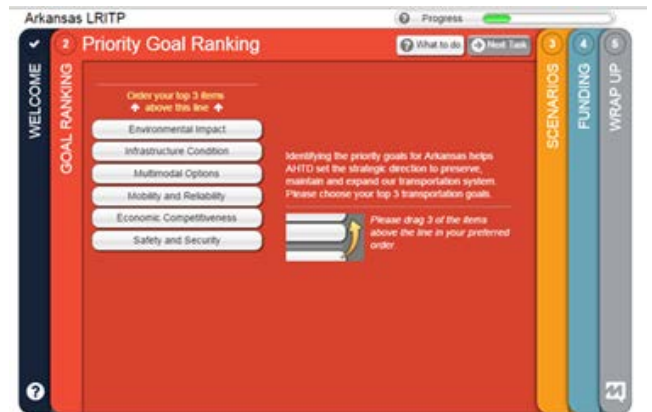 Arkansas LRITP
Progress
WELCOME
2
GOAL RANKING
Priority Goal Ranking
What to do
Next Task
Order your top 3 items
above this line
Environmental Impact
Infrastructure Condition
Multimodal Options
Mobility and Reliability
Economic Competitiveness
Safety and Security
Identifying the priority goals for Arkansas helps
AHTD set the strategic direction to preserve,
maintain and expand our transportation system.
Please choose your top 3 transportation goals.
Please drag 3 of the items
above the line in your preferred
order.
3
SCENARIOS
4
FUNDING
5
WRAP UP